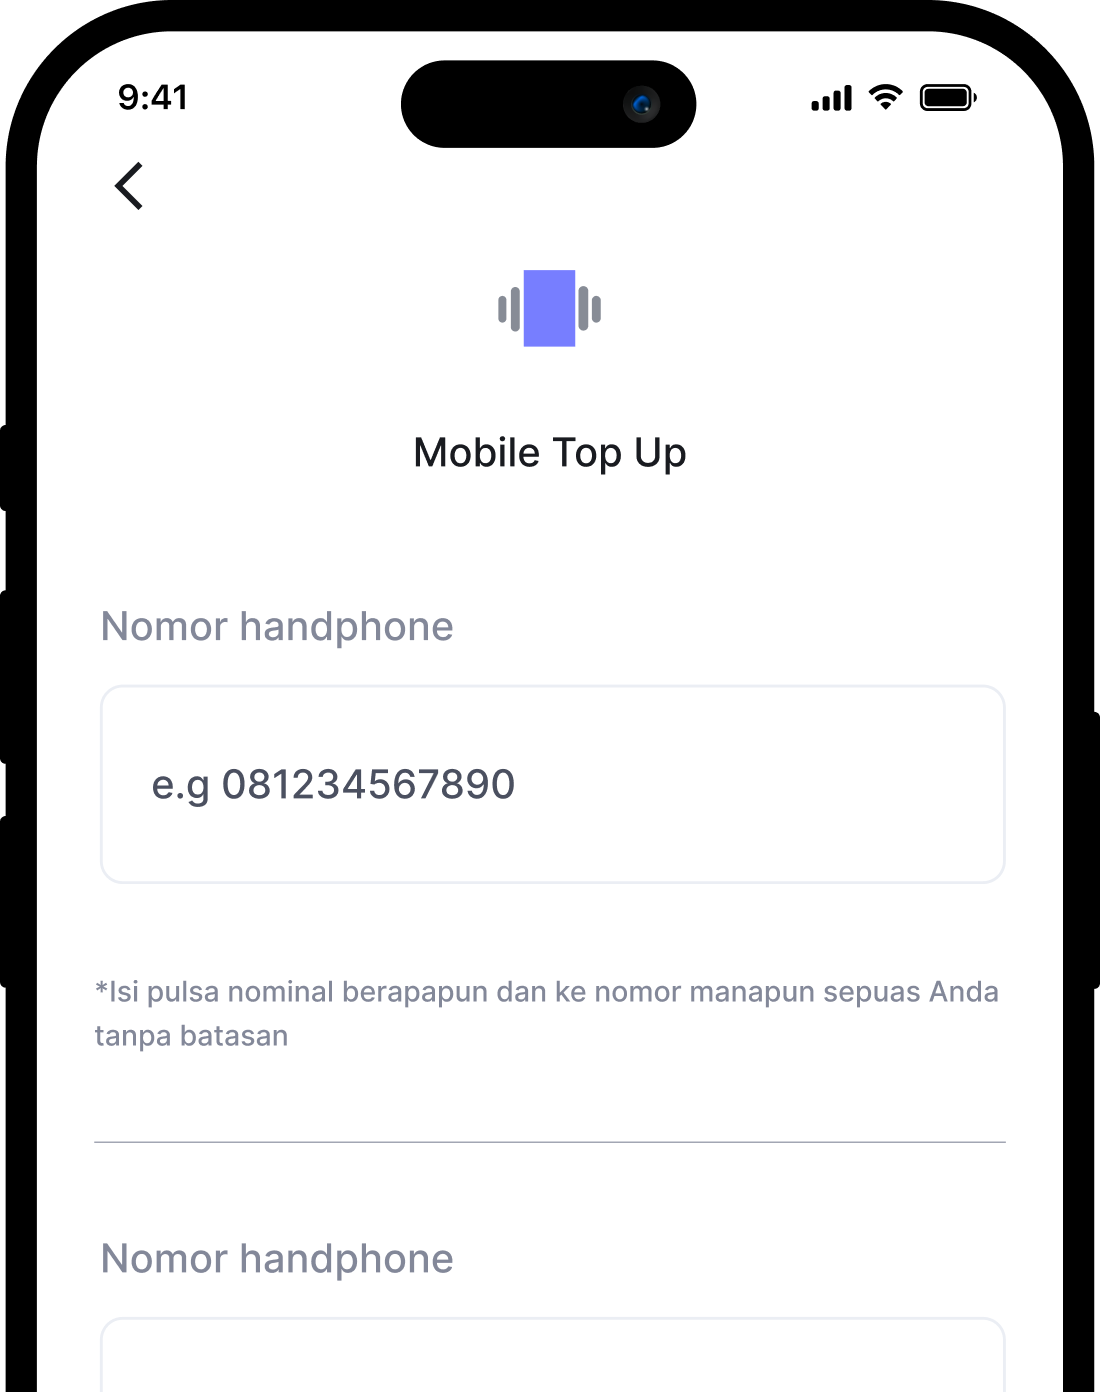 9:41
Mobile Top Up
Nomor handphone
e.g 081234567890
*Isi pulsa nominal berapapun dan ke nomor manapun sepuas Anda
tanpa batasan
Nomor handphone